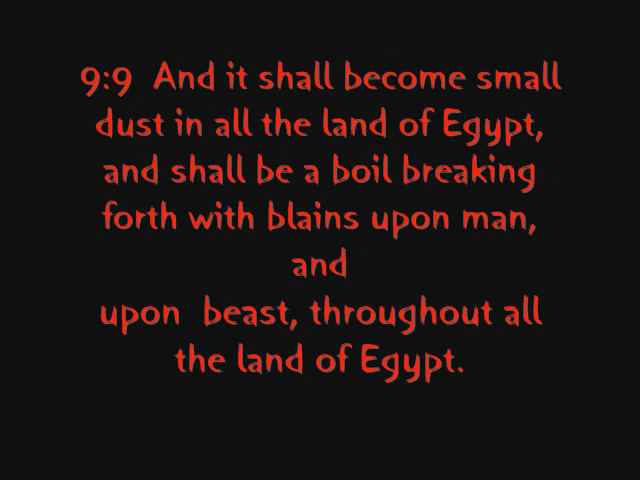 9:9 And it shall become small
dust in all the land of Egypt,
and shall be a boil breaking
forth with blains upon man,
and
upon beast, throughout all
the land of Egypt.